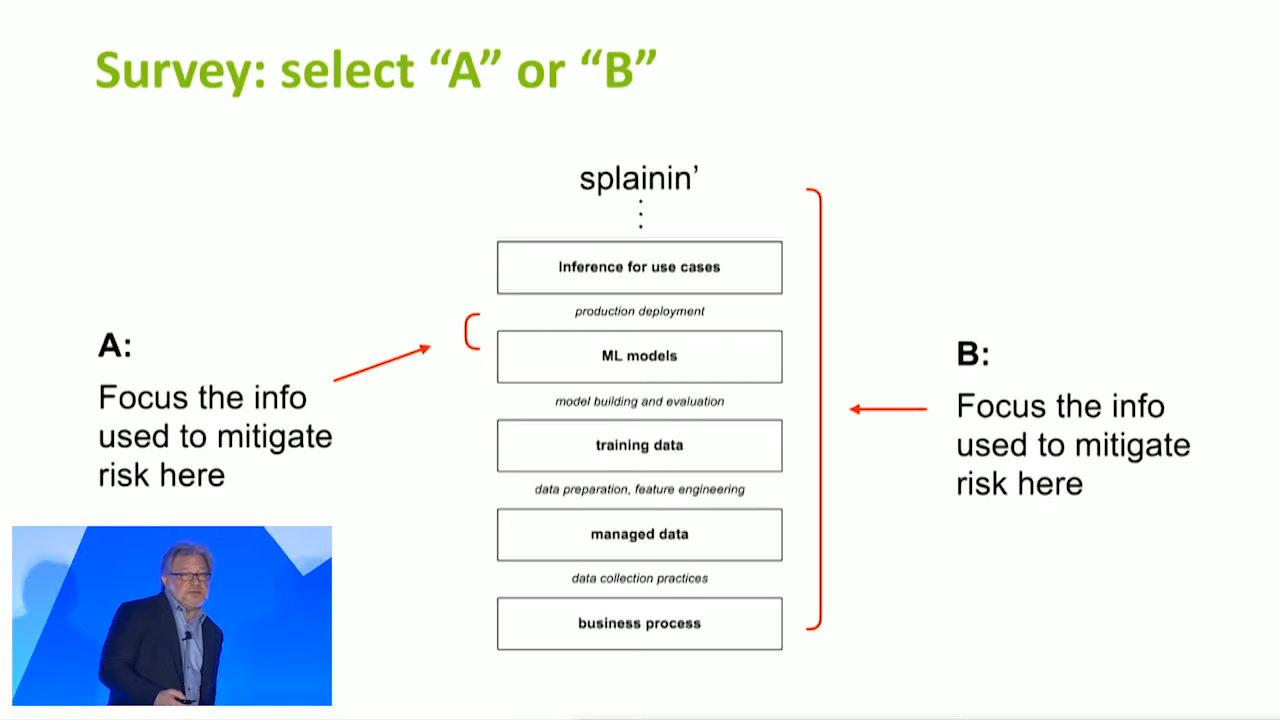 Survey: select “A” or “B”
splainin’
Inference for use cases
production deployment
ML models
model building and evaluation
training data
data preparation, feature engineering
managed data
data collection practices
business process
A:
Focus the info
used to mitigate
risk here
B:
Focus the info
used to mitigate
risk here